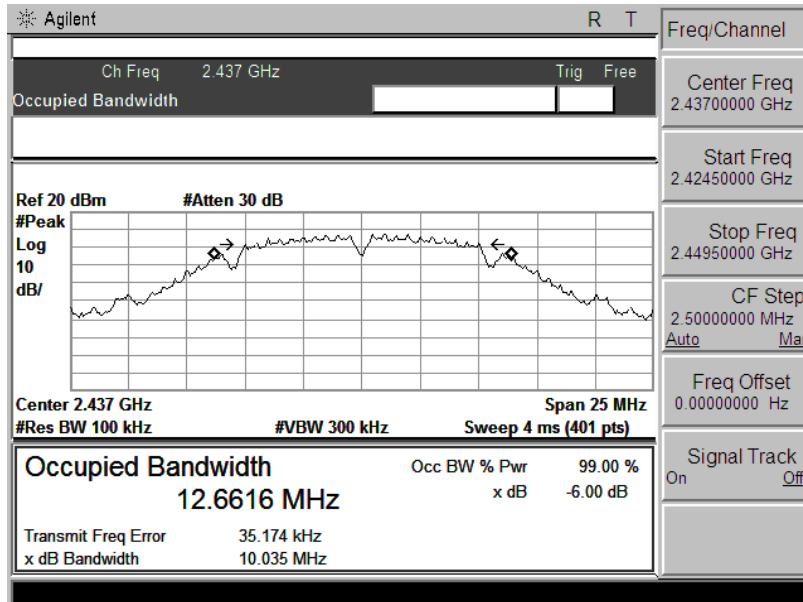 Agilent R T
Ch Freq 2.437 GHz Trig Free
Occupied Bandwidth
Ref 20 dBm #Atten 30 dB
#Peak
Log
10
dB/
Center 2.437 GHz Span 25 MHz
#Res BW 100 kHz #VBW 300 kHz Sweep 4 ms (401 pts)
Occupied Bandwidth
12.6616 MHz
Occ BW % Pwr 99.00 %
x dB -6.00 dB
Transmit Freq Error 35.174 kHz
x dB Bandwidth 10.035 MHz
Freq/Channel
Center Freq
2.43700000 GHz
Start Freq
2.42450000 GHz
Stop Freq
2.44950000 GHz
CF Step
2.50000000 MHz
Auto Ma
Freq Offset
0.00000000 Hz
Signal Track
On Off